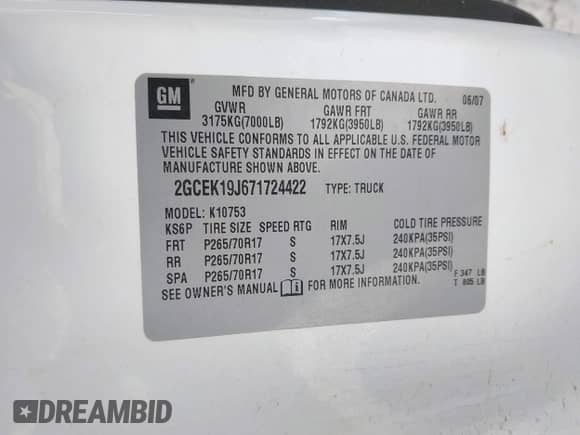 GM
MFD BY GENERAL MOTORS OF CANADA LTD. 06/07
GVWR GAWR FRT GAWR RR
3175KG(7000LB) 1792KG(3950LB) 1792KG(3950LB)
THIS VEHICLE CONFORMS TO ALL APPLICABLE U.S. FEDERAL MOTOR
VEHICLE SAFETY STANDARDS IN EFFECT ON THE DATE OF
MANUFACTURE SHOWN ABOVE.
2GCEK19J671724422 TYPE: TRUCK
MODEL: K10753
KS6P TIRE SIZE SPEED RTG RIM COLD TIRE PRESSURE
FRT P265/70R17 S 17X7.5J 240KPA(35PSI)
RR P265/70R17 S 17X7.5J 240KPA(35PSI)
SPA P265/70R17 S 17X7.5J 240KPA(35PSI)
F 347 LB
SEE OWNER'S MANUAL FOR MORE INFORMATION. T 805 LB
DREAMBID